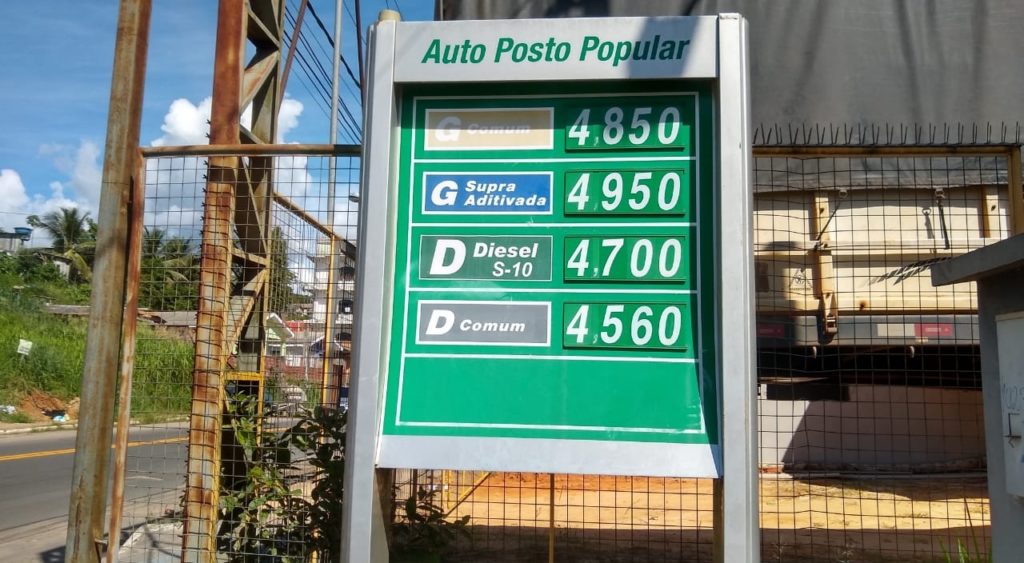 Auto Posto Popular
G Comum 4,850
G Supra Aditivada 4,950
D Diesel S-10 4,700
D Comum 4,560